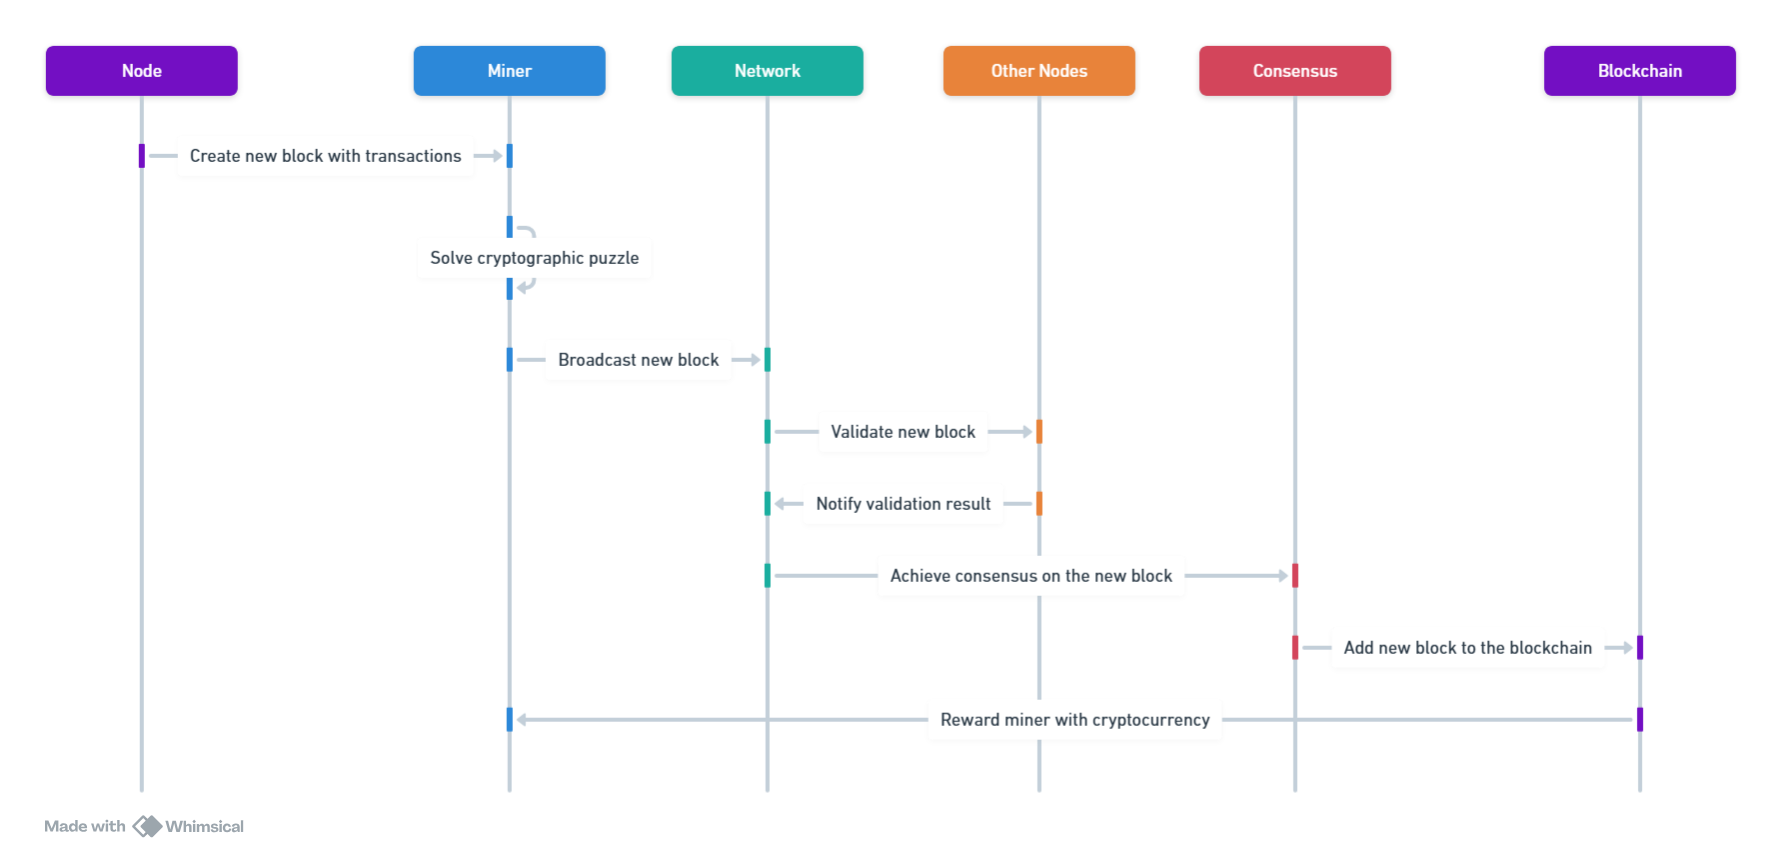 Node
Miner
Network
Other Nodes
Consensus
Blockchain
Create new block with transactions
Solve cryptographic puzzle
Broadcast new block
Validate new block
Notify validation result
Achieve consensus on the new block
Add new block to the blockchain
Reward miner with cryptocurrency
Made with Whimsical